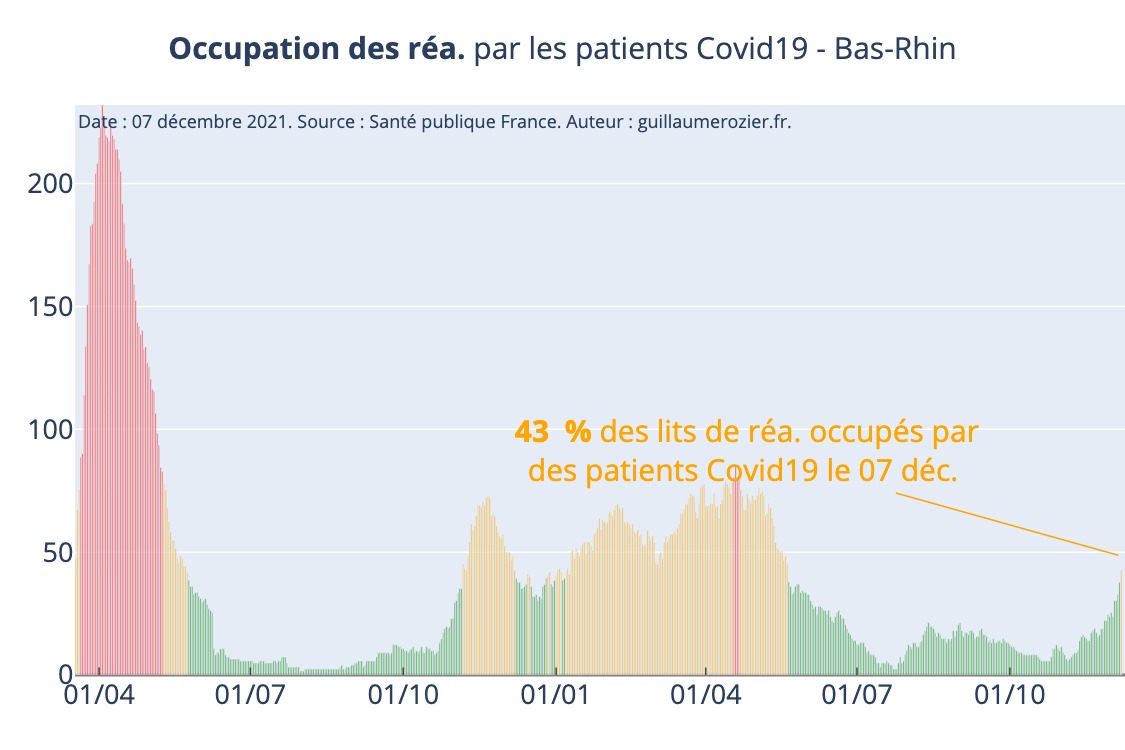 Occupation des réa. par les patients Covid19 - Bas-Rhin
Date : 07 décembre 2021. Source : Santé publique France. Auteur : guillaumerozier.fr.
200
150
100
50
0
43 % des lits de réa. occupés par
des patients Covid19 le 07 déc.
01/04 01/07 01/10 01/01 01/04 01/07 01/10